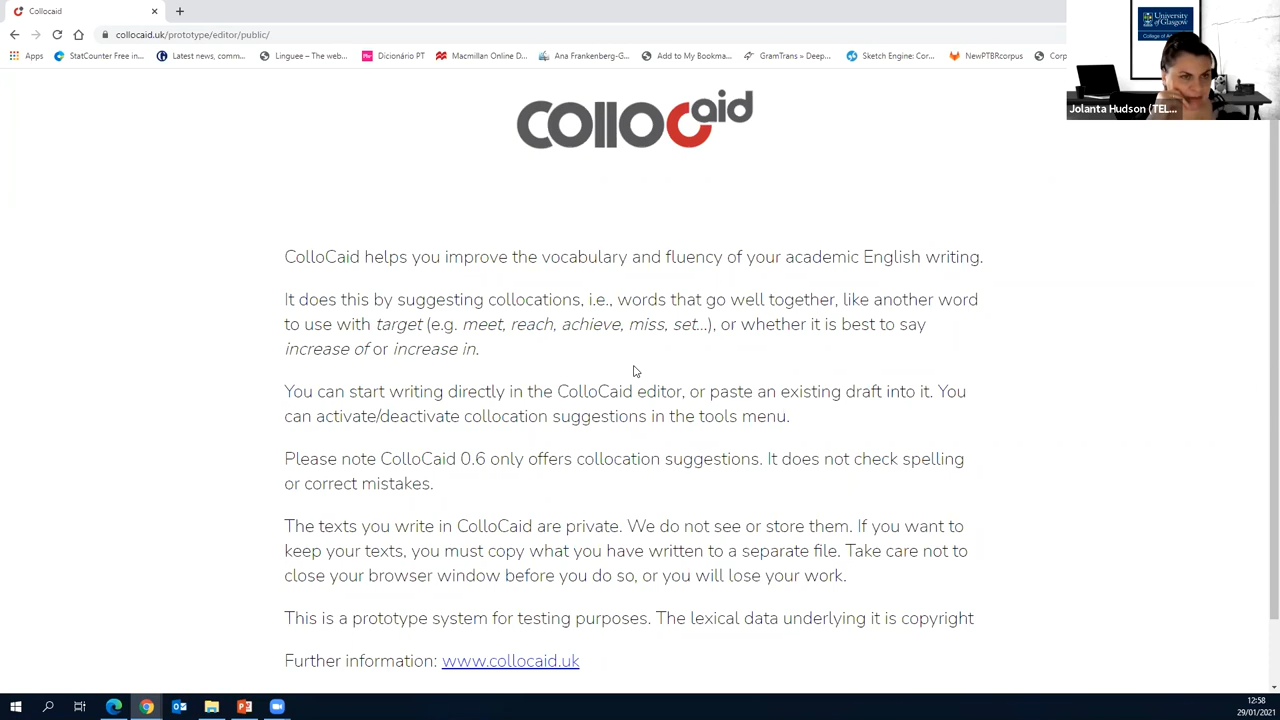 Collocaid
collocaid.uk/prototype/editor/public/
Apps
StatCounter Free in...
Latest news, comm...
Linguee – The web...
Dicionário PT
Macmillan Online D...
Ana Frankenberg-G...
Add to My Bookma...
GramTrans » Deep...
Sketch Engine: Cor...
NewPTBRcorpus
Corp
University of Glasgow
Jolanta Hudson (TEL...
collocaid
ColloCaid helps you improve the vocabulary and fluency of your academic English writing.
It does this by suggesting collocations, i.e., words that go well together, like another word
to use with target (e.g. meet, reach, achieve, miss, set...), or whether it is best to say
increase of or increase in.
You can start writing directly in the ColloCaid editor, or paste an existing draft into it. You
can activate/deactivate collocation suggestions in the tools menu.
Please note ColloCaid 0.6 only offers collocation suggestions. It does not check spelling
or correct mistakes.
The texts you write in ColloCaid are private. We do not see or store them. If you want to
keep your texts, you must copy what you have written to a separate file. Take care not to
close your browser window before you do so, or you will lose your work.
This is a prototype system for testing purposes. The lexical data underlying it is copyright
Further information: www.collocaid.uk
12:58
29/01/2021